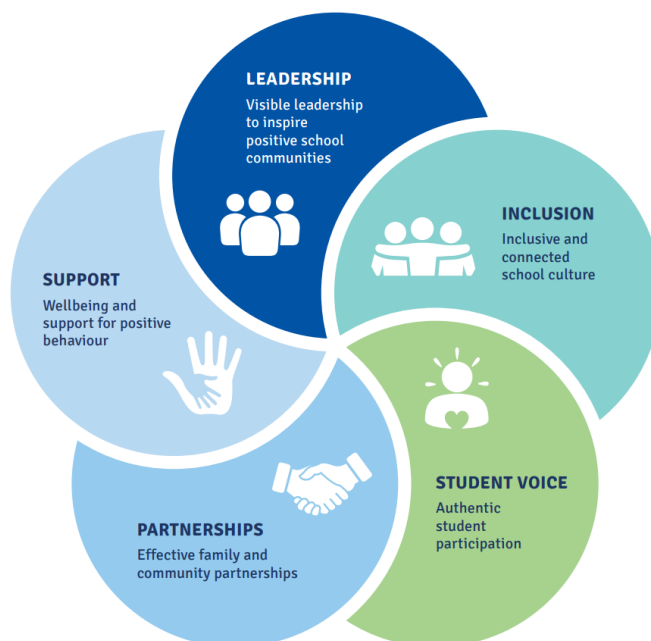 LEADERSHIP
Visible leadership
to inspire
positive school
communities
INCLUSION
Inclusive and
connected
school culture
STUDENT VOICE
Authentic
student
participation
PARTNERSHIPS
Effective family and
community partnerships
SUPPORT
Wellbeing and
support for positive
behaviour